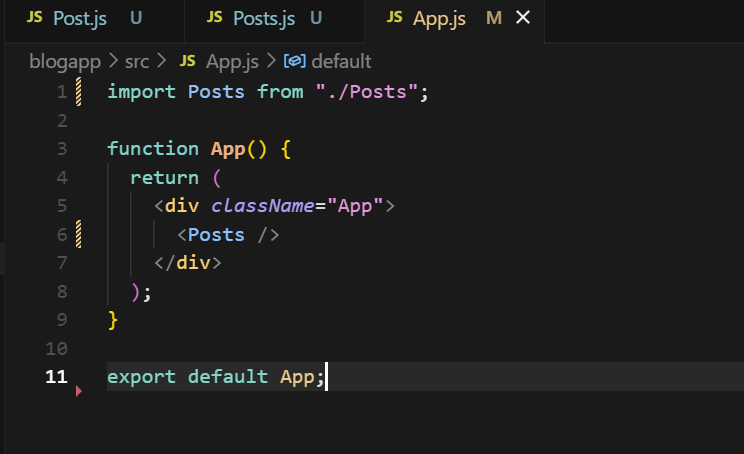 JS Post.js U JS Posts.js U JS App.js M
blogapp > src > JS App.js > default
1 import Posts from "./Posts";
2
3 function App() {
4   return (
5     <div className="App">
6       <Posts />
7     </div>
8   );
9 }
10
11 export default App;